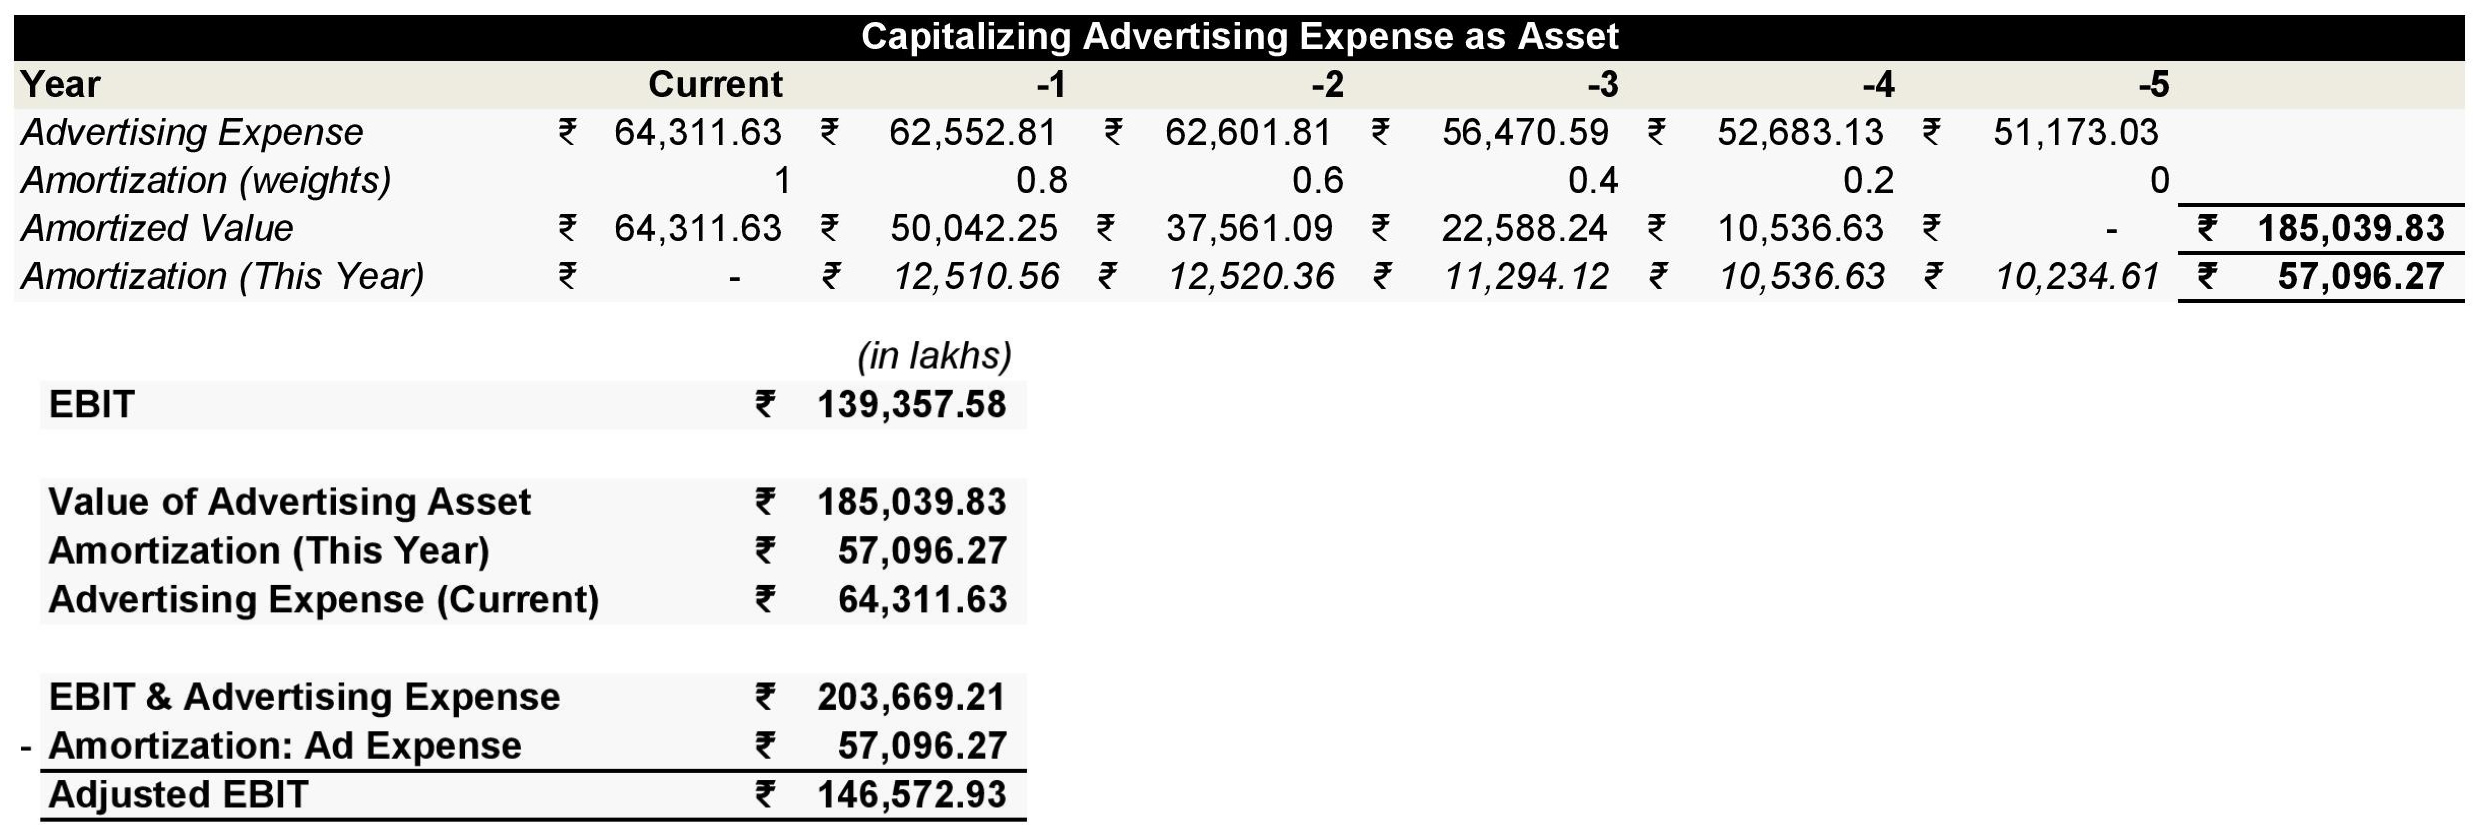 Capitalizing Advertising Expense as Asset
Year Current -1 -2 -3 -4 -5
Advertising Expense ₹ 64,311.63 ₹ 62,552.81 ₹ 62,601.81 ₹ 56,470.59 ₹ 52,683.13 ₹ 51,173.03
Amortization (weights) 1 0.8 0.6 0.4 0.2 0
Amortized Value ₹ 64,311.63 ₹ 50,042.25 ₹ 37,561.09 ₹ 22,588.24 ₹ 10,536.63 ₹ - ₹ 185,039.83
Amortization (This Year) ₹ - ₹ 12,510.56 ₹ 12,520.36 ₹ 11,294.12 ₹ 10,536.63 ₹ 10,234.61 ₹ 57,096.27
(in lakhs)
EBIT ₹ 139,357.58
Value of Advertising Asset ₹ 185,039.83
Amortization (This Year) ₹ 57,096.27
Advertising Expense (Current) ₹ 64,311.63
EBIT & Advertising Expense ₹ 203,669.21
- Amortization: Ad Expense ₹ 57,096.27
Adjusted EBIT ₹ 146,572.93